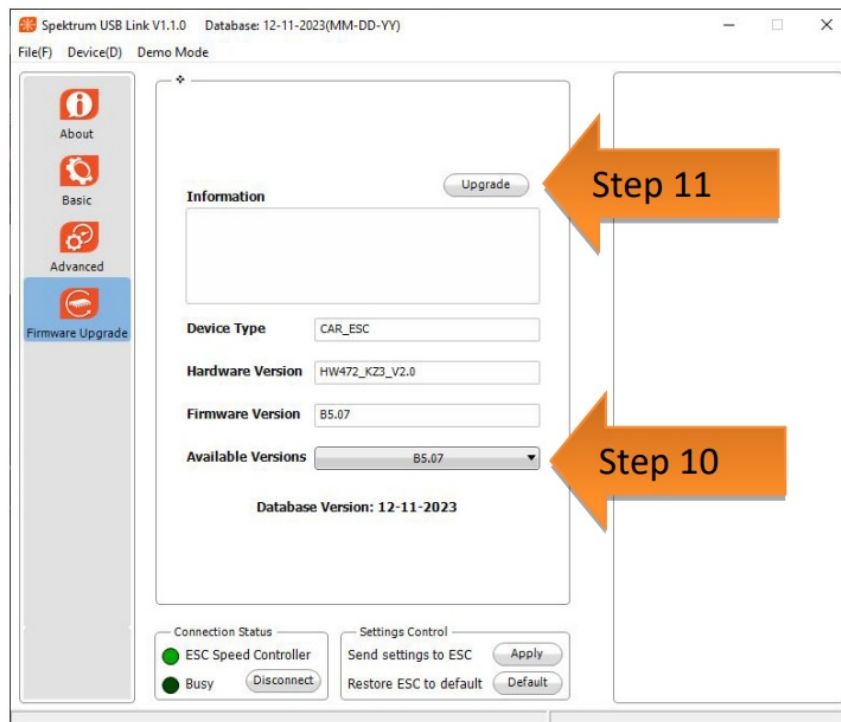 Spektrum USB Link V1.1.0 Database: 12-11-2023(MM-DD-YY)
File(F) Device(D) Demo Mode
About
Basic
Advanced
Firmware Upgrade
Upgrade
Step 11
Information
Device Type CAR_ESC
Hardware Version HW472_KZ3_V2.0
Firmware Version B5.07
Available Versions B5.07
Step 10
Database Version: 12-11-2023
Connection Status
ESC Speed Controller
Busy Disconnect
Settings Control
Send settings to ESC Apply
Restore ESC to default Default